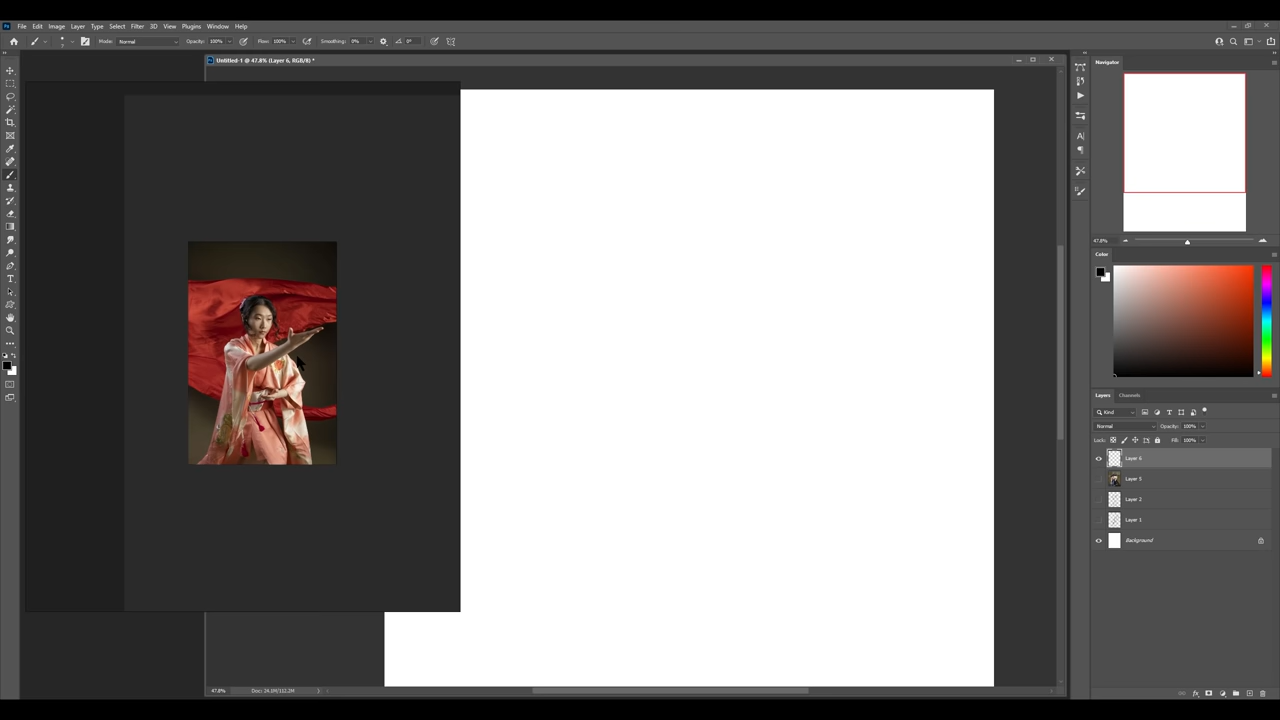 Ps File Edit Image Layer Type Select Filter 3D View Plugins Window Help
Mode: Normal Opacity: 100% Flow: 100% Smoothing: 0% 0°
Untitled-1 @ 47.8% (Layer 6, RGB/8) *
Navigator
47.8%
Color
Layers Channels
Kind
Normal Opacity: 100%
Lock: Fill: 100%
Layer 6
Layer 5
Layer 2
Layer 1
Background
47.8% Doc: 24.1M/112.2M